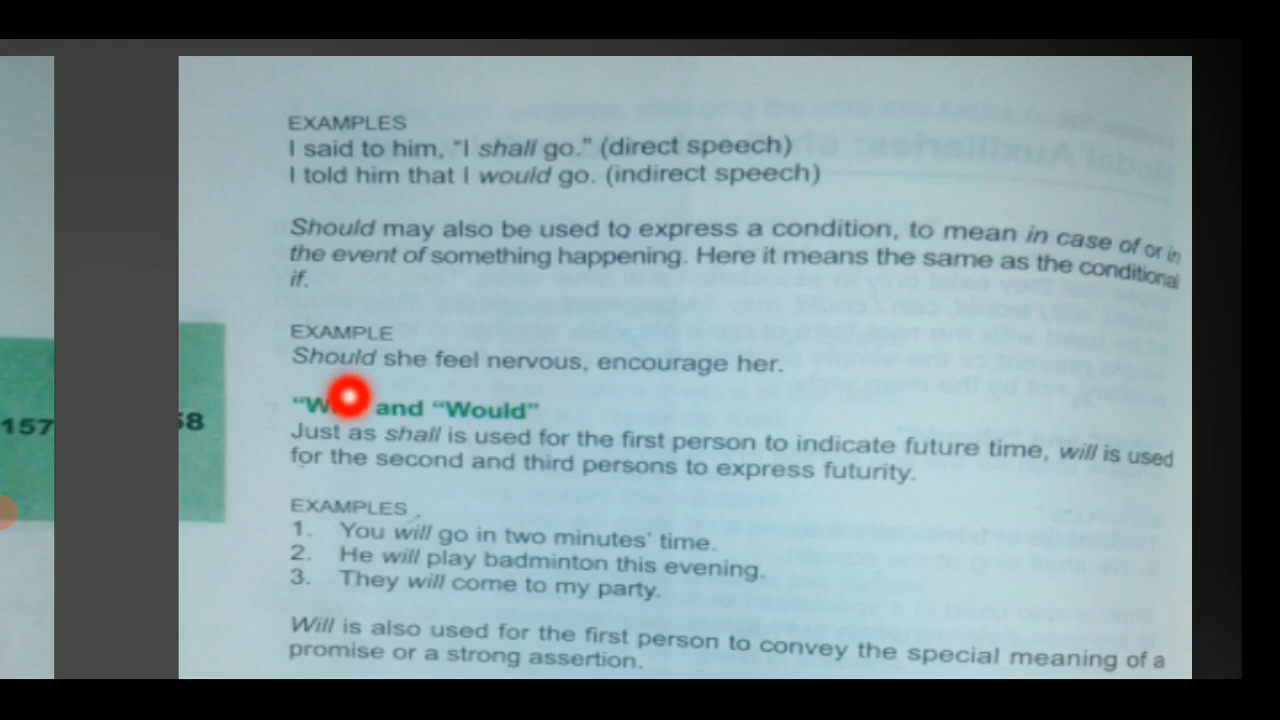 EXAMPLES
I said to him, "I shall go." (direct speech)
I told him that I would go. (indirect speech)
Should may also be used to express a condition, to mean in case of or in
the event of something happening. Here it means the same as the conditional
if.
EXAMPLE
Should she feel nervous, encourage her.
and "Would"
Just as shall is used for the first person to indicate future time, will is used
for the second and third persons to express futurity.
EXAMPLES
1. You will go in two minutes' time.
2. He will play badminton this evening.
3. They will come to my party.
Will is also used for the first person to convey the special meaning of a
promise or a strong assertion.
157
58